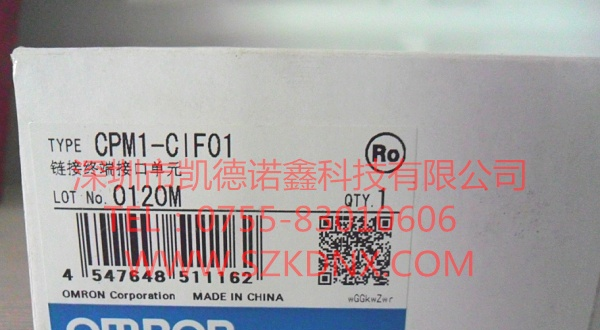 TYPE CPM1-CIF01
Ro
链接终端接口单元
深圳市凯德诺鑫科技有限公司
LOT No. 0120M QTY. 1
TEL：0755-83010606
WWW.SZKDNX.COM
4 547648 511162
OMRON Corporation MADE IN CHINA
wGGkwZwr
OMRON